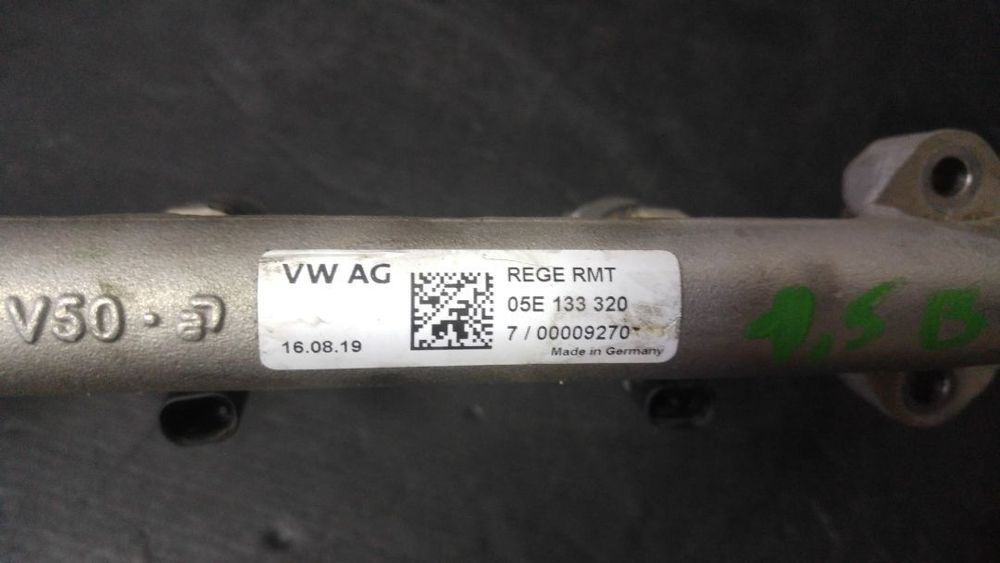 V50
VW AG
16.08.19
REGE RMT
05E 133 320
7 / 00009270
Made in Germany
1,5 B